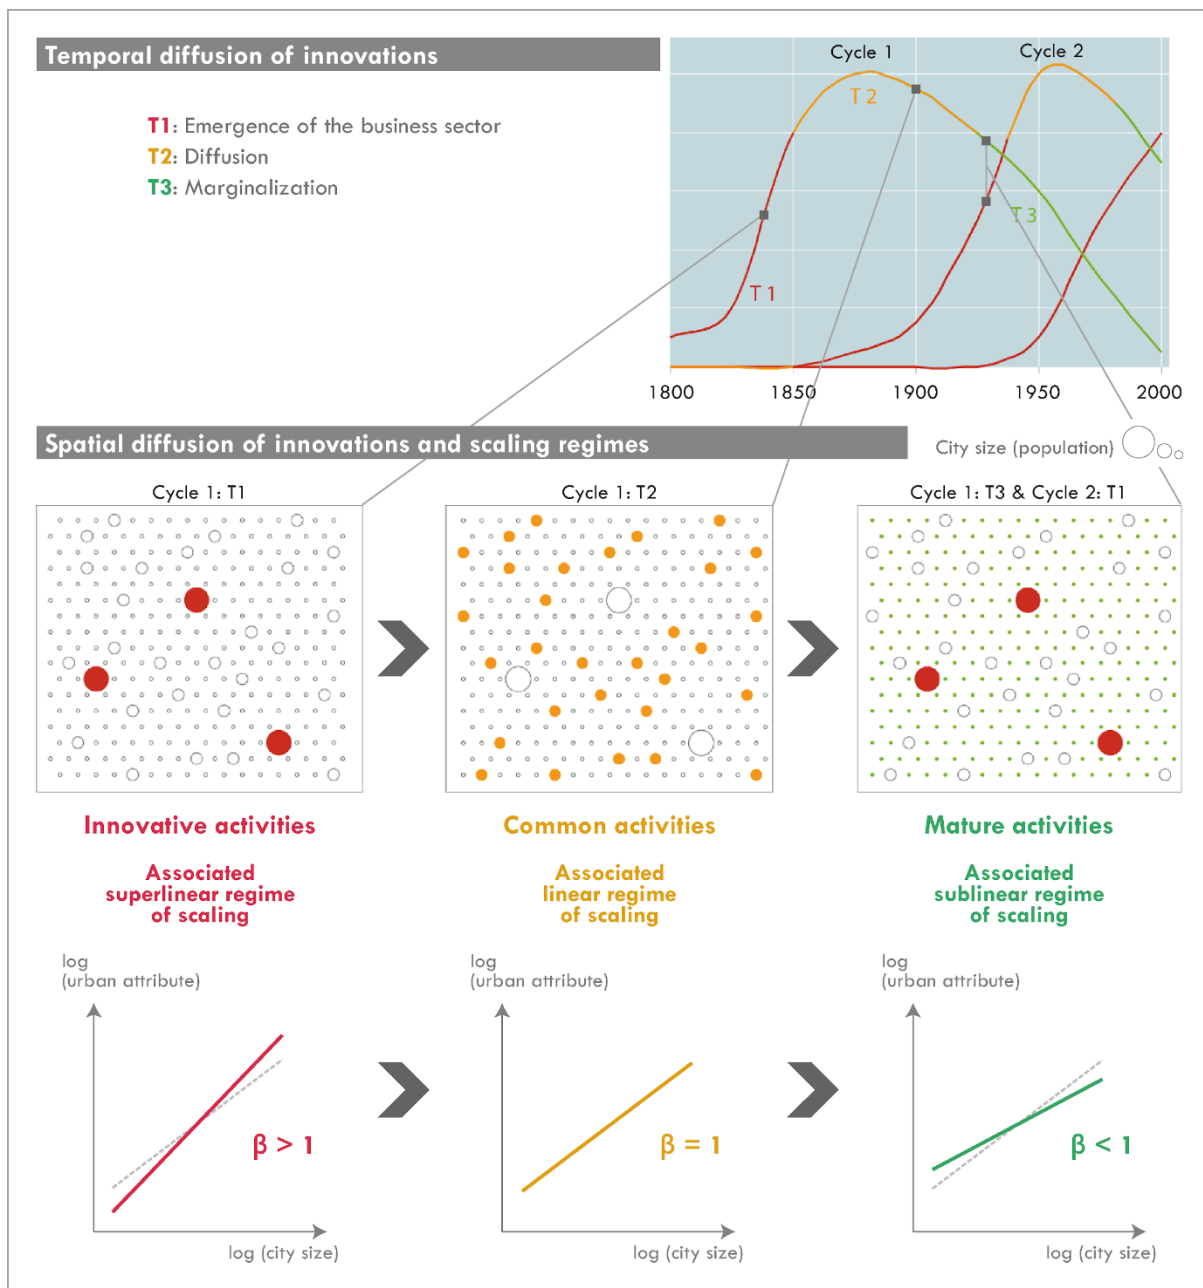 Temporal diffusion of innovations
T1: Emergence of the business sector
T2: Diffusion
T3: Marginalization
Cycle 1
Cycle 2
T 2
T 3
T 1
1800
1850
1900
1950
2000
Spatial diffusion of innovations and scaling regimes
City size (population)
Cycle 1: T1
Cycle 1: T2
Cycle 1: T3 & Cycle 2: T1
Innovative activities
Common activities
Mature activities
Associated
superlinear regime
of scaling
Associated
linear regime
of scaling
Associated
sublinear regime
of scaling
log
(urban attribute)
β > 1
log (city size)
log
(urban attribute)
β = 1
log (city size)
log
(urban attribute)
β < 1
log (city size)